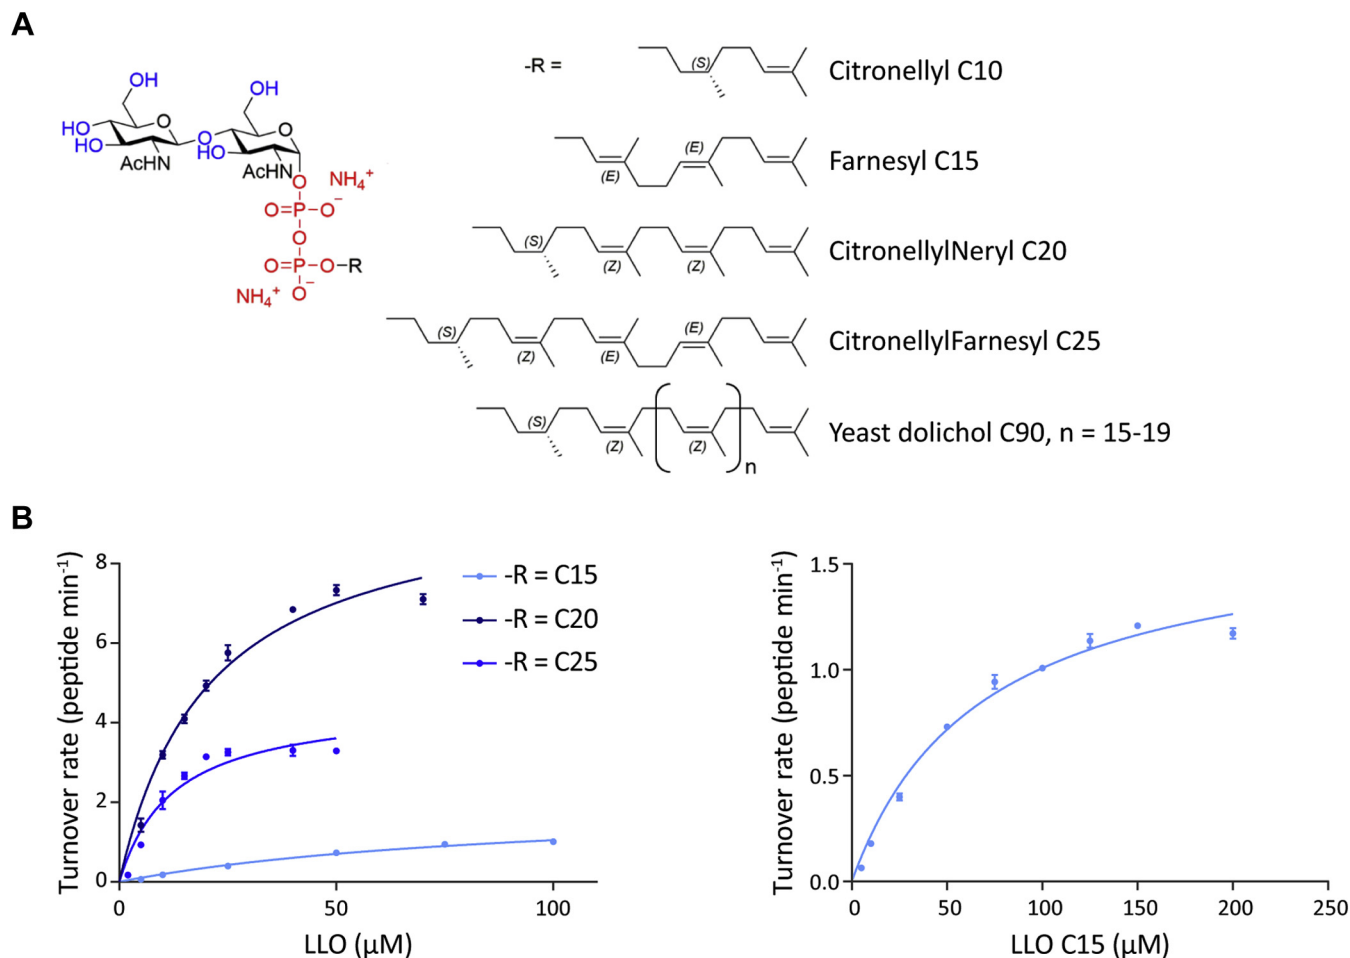 A
-R =
(S)
Citronellyl C10
OH
OH
HO
HO
O
O
O
HO
AcHN
AcHN
O
NH₄⁺
O=P–O⁻
O
O=P–O–R
NH₄⁺ O⁻
(E)
(E)
Farnesyl C15
(S)
(Z)
(Z)
CitronellylNeryl C20
(S)
(Z)
(E)
(E)
CitronellylFarnesyl C25
(S)
(Z)
(Z)
n
Yeast dolichol C90, n = 15-19
B
Turnover rate (peptide min⁻¹)
8
6
4
2
0
0 50 100
LLO (µM)
-R = C15
-R = C20
-R = C25
Turnover rate (peptide min⁻¹)
1.5
1.0
0.5
0.0
0 50 100 150 200 250
LLO C15 (µM)